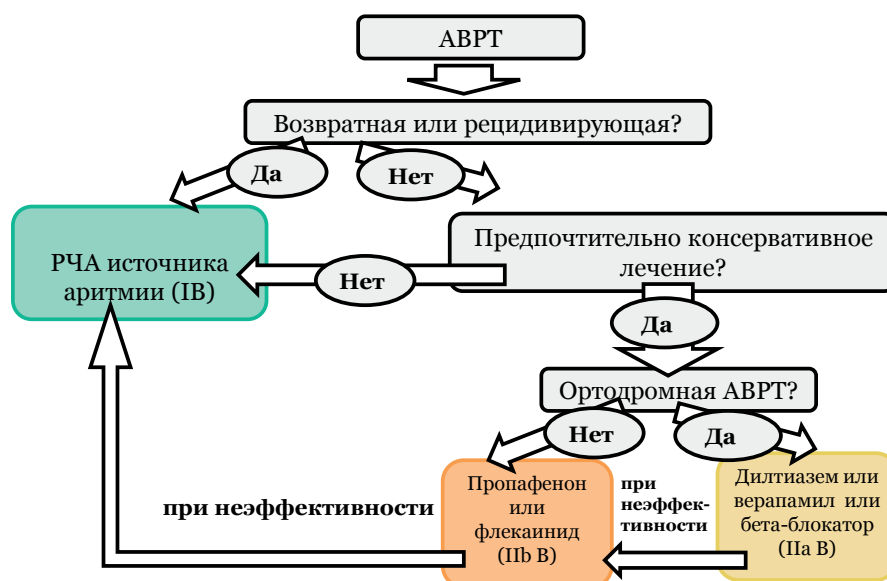 АВРТ
Возвратная или рецидивирующая?
Да
Нет
РЧА источника
аритмии (IB)
Нет
Предпочтительно консервативное
лечение?
Да
Ортодромная АВРТ?
Нет
Да
при неэффективности
Пропафенон
или
флекаинид
(IIb B)
при
неэффек-
тивности
Дилтиазем или
верапамил или
бета-блокатор
(IIa B)